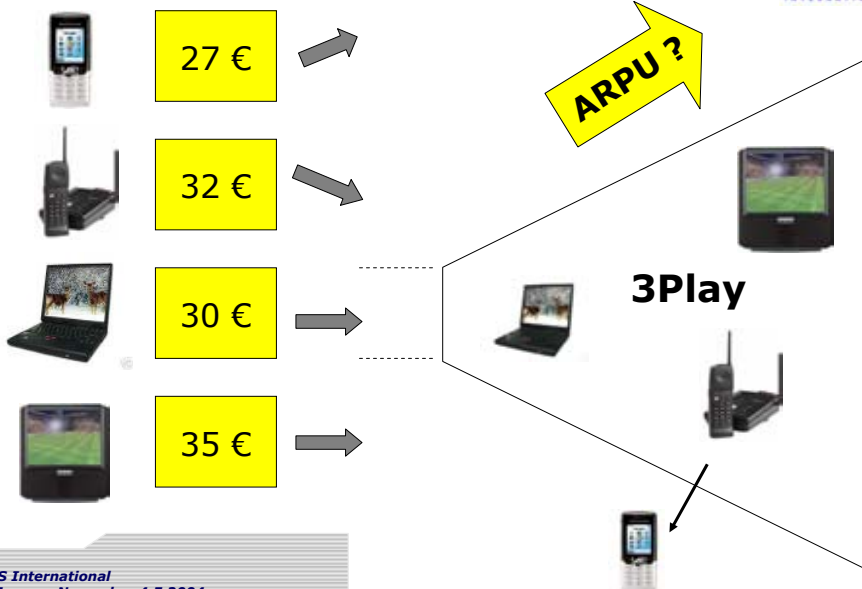 27 €
ARPU ?
32 €
30 €
3Play
35 €
S International